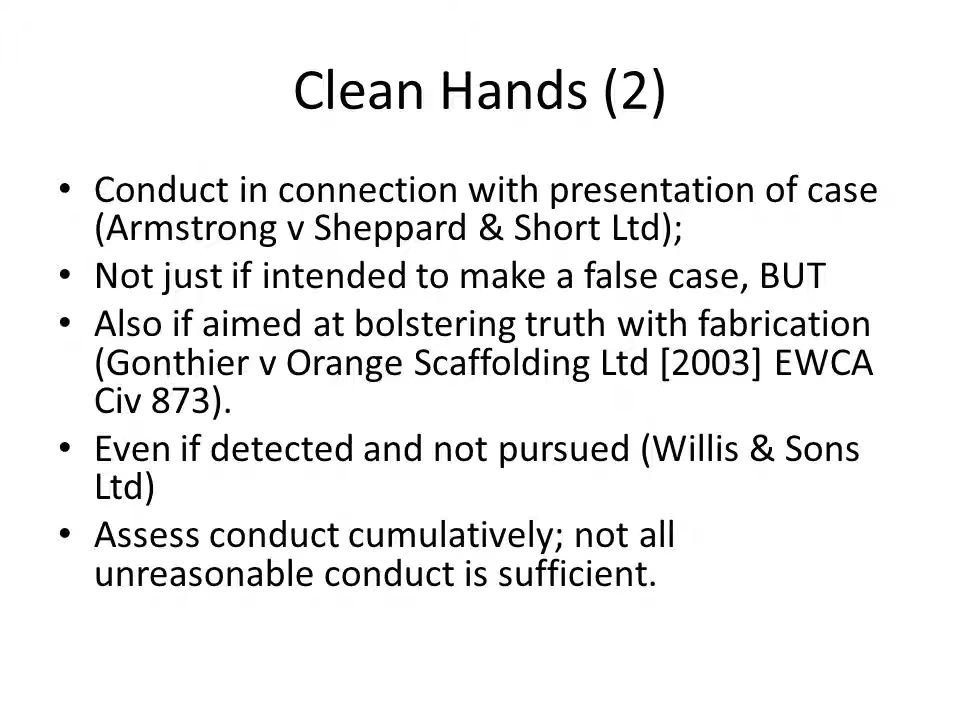 Clean Hands (2)
• Conduct in connection with presentation of case
(Armstrong v Sheppard & Short Ltd);
• Not just if intended to make a false case, BUT
• Also if aimed at bolstering truth with fabrication
(Gonthier v Orange Scaffolding Ltd [2003] EWCA
Civ 873).
• Even if detected and not pursued (Willis & Sons
Ltd)
• Assess conduct cumulatively; not all
unreasonable conduct is sufficient.